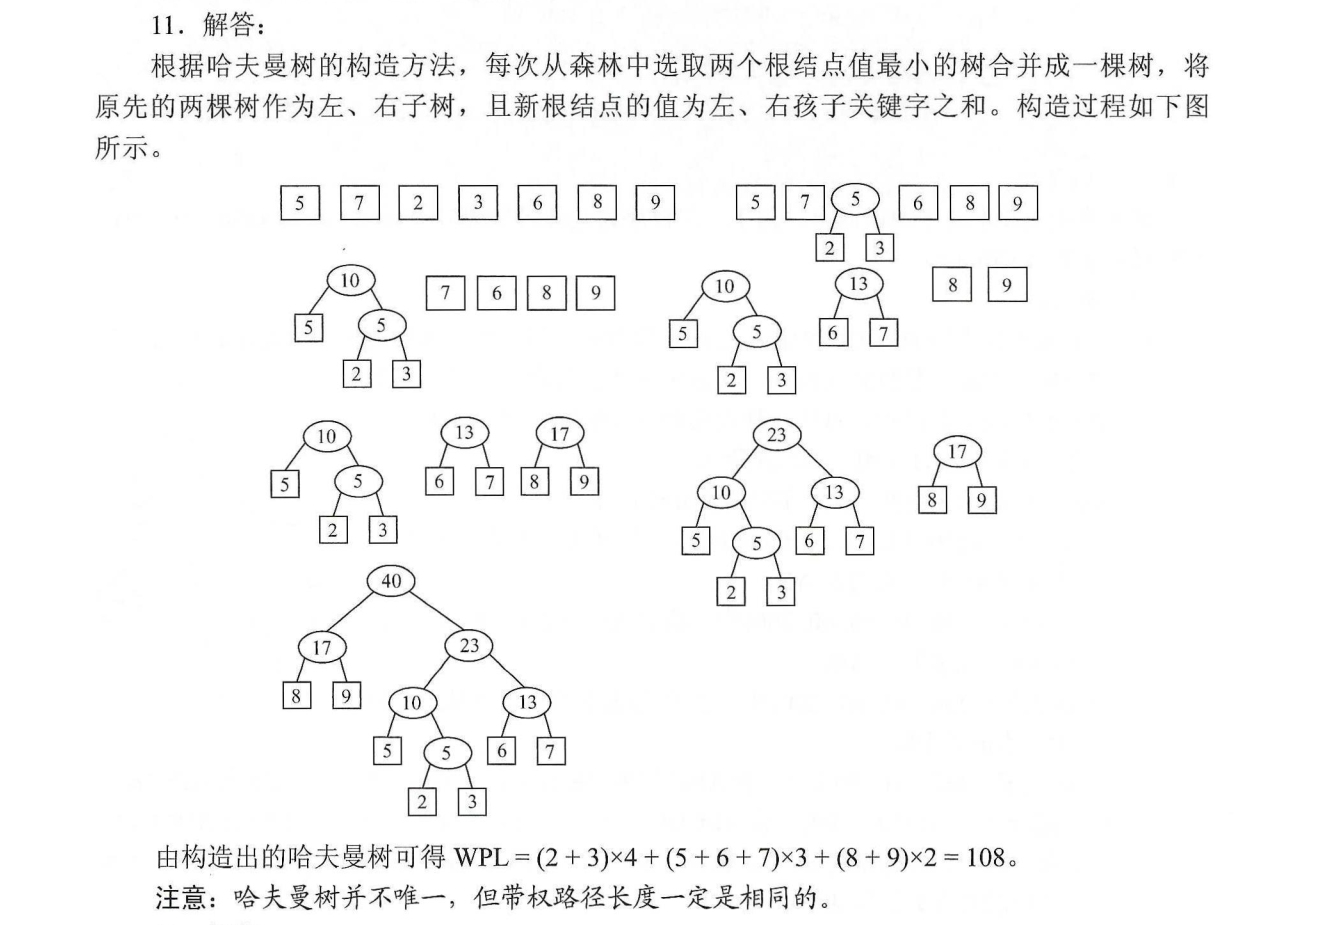 11．解答：
根据哈夫曼树的构造方法，每次从森林中选取两个根结点值最小的树合并成一棵树，将
原先的两棵树作为左、右子树，且新根结点的值为左、右孩子关键字之和。构造过程如下图
所示。
5 7 2 3 6 8 9
5 7 5 6 8 9
2 3
10 7 6 8 9
5 5
2 3
10 13 8 9
5 5 6 7
2 3
10 13 17
5 5 6 7 8 9
2 3
23 17
10 13 8 9
5 5 6 7
2 3
40
17 23
8 9 10 13
5 5 6 7
2 3
由构造出的哈夫曼树可得 WPL = (2 + 3)×4 + (5 + 6 + 7)×3 + (8 + 9)×2 = 108。
注意：哈夫曼树并不唯一，但带权路径长度一定是相同的。